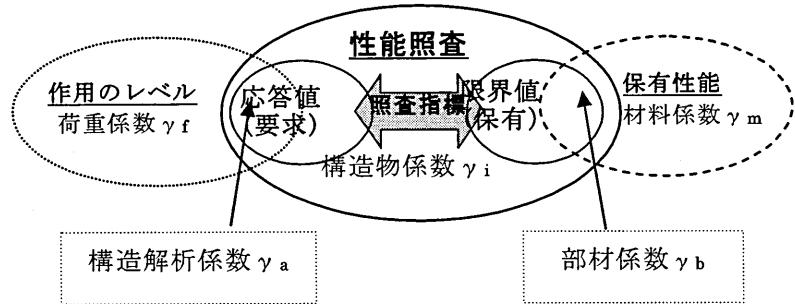 性能照査
作用のレベル
荷重係数γf
応答値
(要求)
照査指標
限界値
(保有)
保有性能
材料係数γm
構造物係数γi
構造解析係数γa
部材係数γb